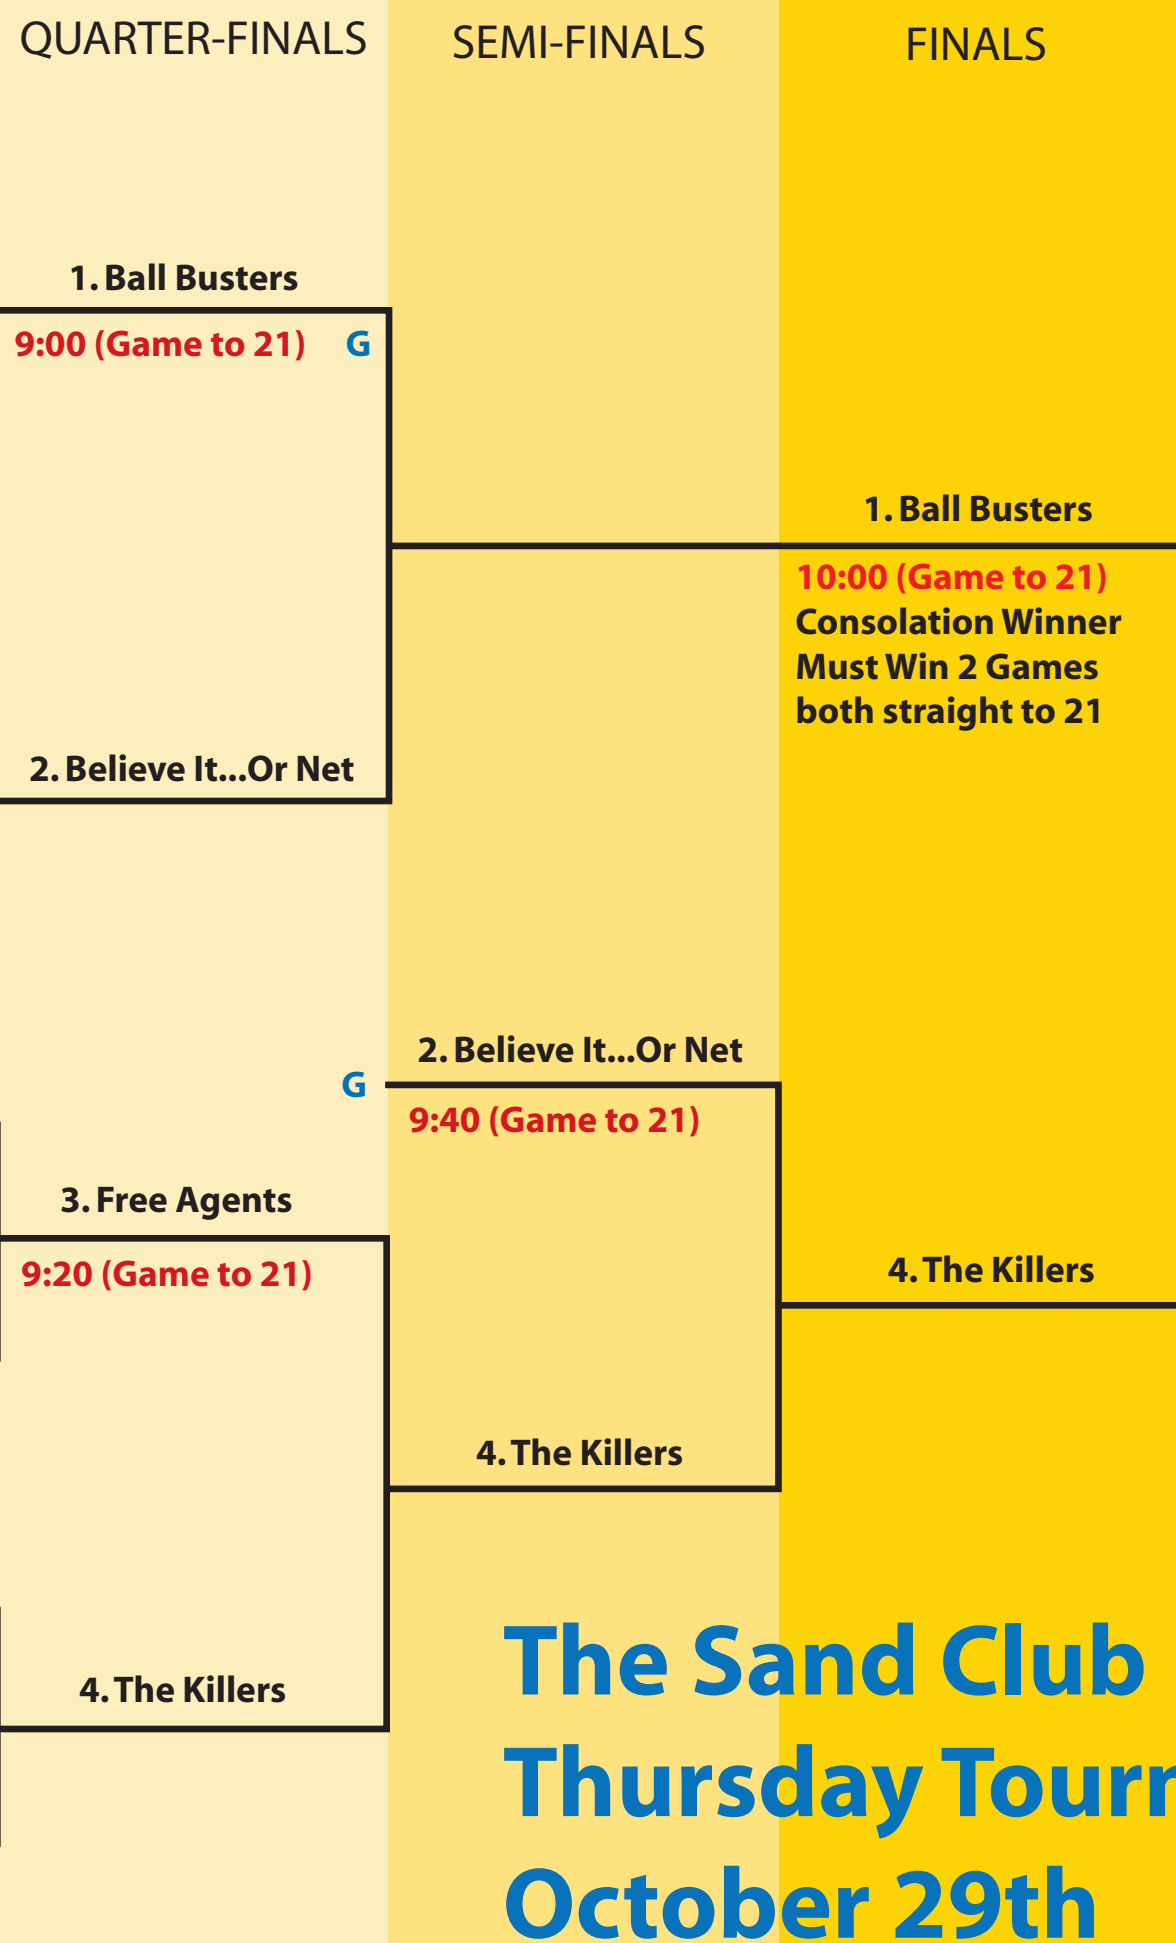 QUARTER-FINALS
SEMI-FINALS
FINALS
1. Ball Busters
9:00 (Game to 21) G
1. Ball Busters
10:00 (Game to 21)
Consolation Winner
Must Win 2 Games
both straight to 21
2. Believe It...Or Net
2. Believe It...Or Net
G
9:40 (Game to 21)
3. Free Agents
9:20 (Game to 21)
4. The Killers
4. The Killers
4. The Killers
The Sand Club
Thursday
October 29th